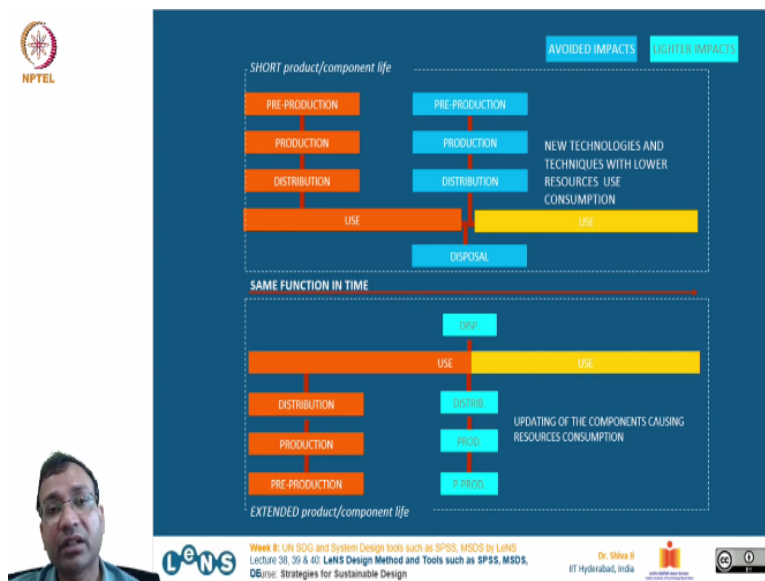 NPTEL
AVOIDED IMPACTS
LIGHTER IMPACTS
SHORT product/component life
PRE-PRODUCTION
PRE-PRODUCTION
PRODUCTION
PRODUCTION
DISTRIBUTION
DISTRIBUTION
NEW TECHNOLOGIES AND
TECHNIQUES WITH LOWER
RESOURCES USE
CONSUMPTION
USE
USE
DISPOSAL
SAME FUNCTION IN TIME
DISP.
USE
USE
DISTRIBUTION
DISTRIB.
PRODUCTION
PROD.
PRE-PRODUCTION
P-PROD.
UPDATING OF THE COMPONENTS CAUSING
RESOURCES CONSUMPTION
EXTENDED product/component life
LeNS
Week 8: UN SDG and System Design tools such as SPSS, MSDS by LeNS
Lecture 38, 39 & 40: LeNS Design Method and Tools such as SPSS, MSDS,
Course: Strategies for Sustainable Design
Dr. Shiva Ji
IIT Hyderabad, India
cc
BY